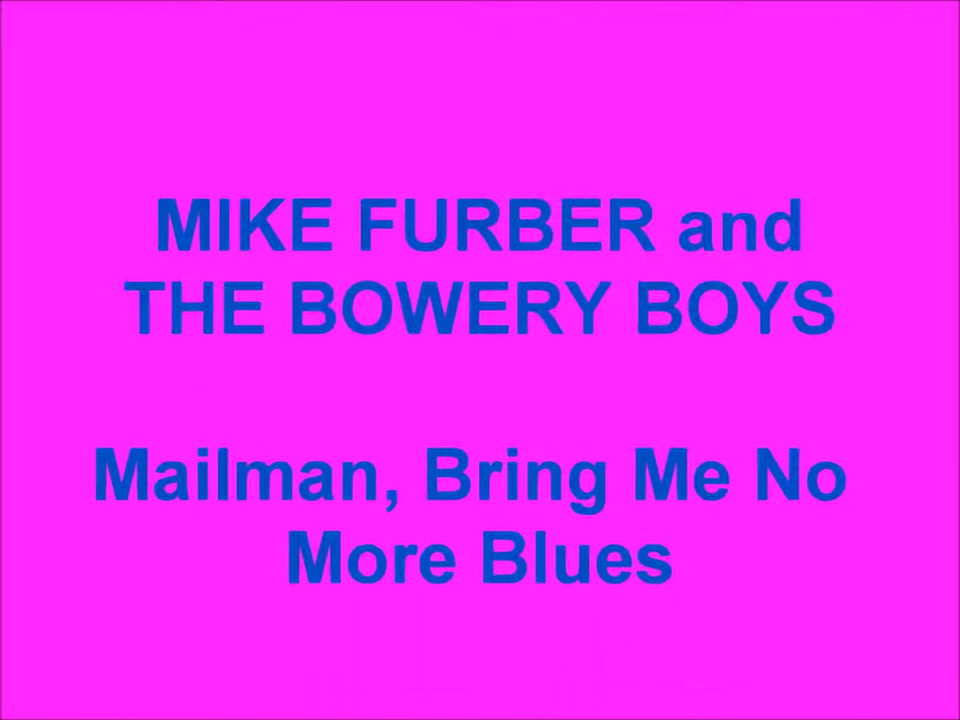 MIKE FURBER and
THE BOWERY BOYS
Mailman, Bring Me No
More Blues